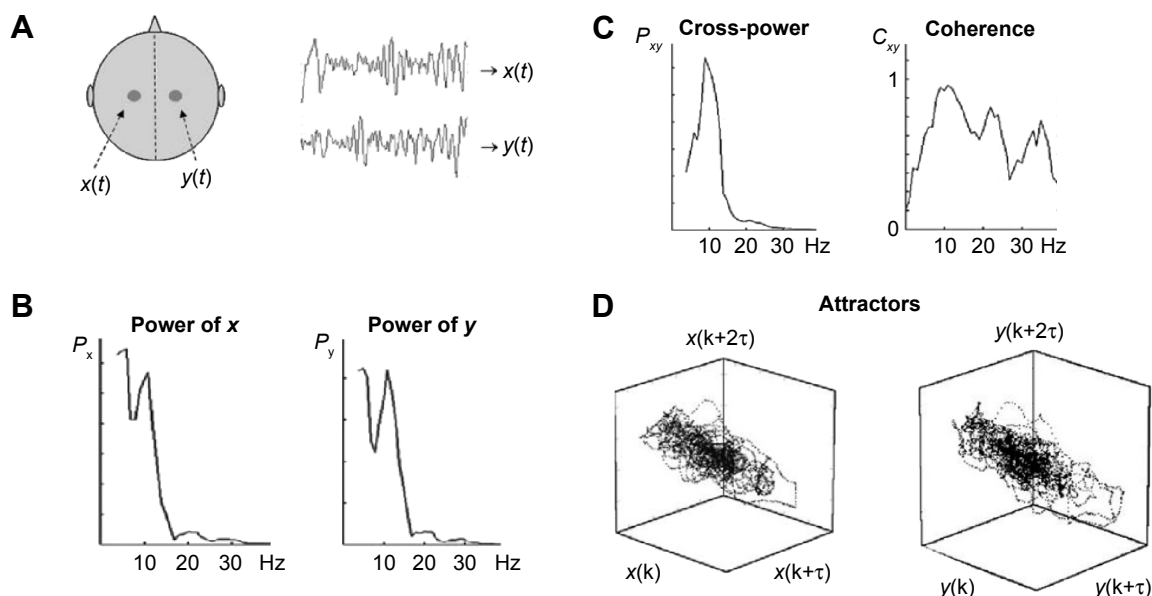 A
x(t)
y(t)
→ x(t)
→ y(t)
B
Power of x
Px
10 20 30 Hz
Power of y
Py
10 20 30 Hz
C
Cross-power
Pxy
10 20 30 Hz
Coherence
Cxy
1
0
10 20 30 Hz
D
Attractors
x(k+2τ)
x(k)
x(k+τ)
y(k+2τ)
y(k)
y(k+τ)